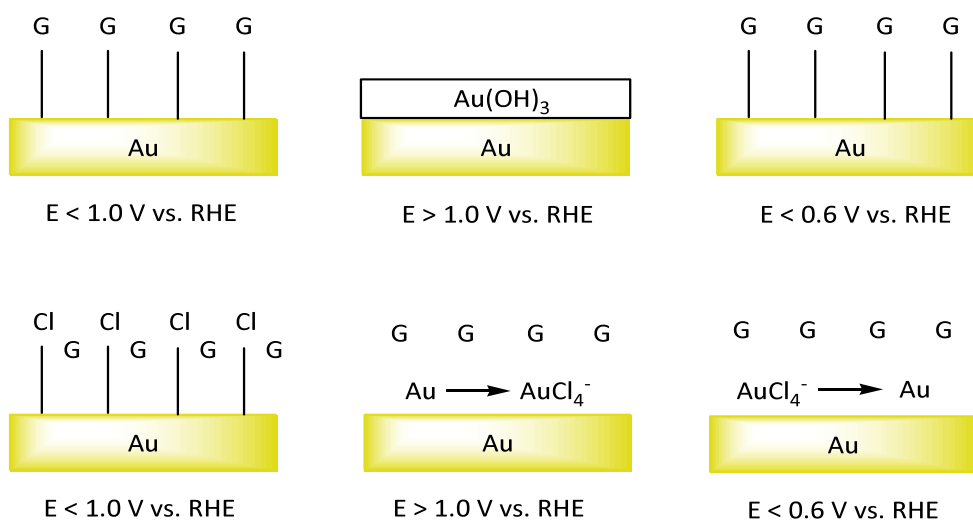 G G G G
Au
E < 1.0 V vs. RHE
Au(OH)₃
Au
E > 1.0 V vs. RHE
G G G G
Au
E < 0.6 V vs. RHE
Cl Cl Cl Cl
G G G G
Au
E < 1.0 V vs. RHE
G G G G
Au → AuCl₄⁻
Au
E > 1.0 V vs. RHE
G G G G
AuCl₄⁻ → Au
Au
E < 0.6 V vs. RHE